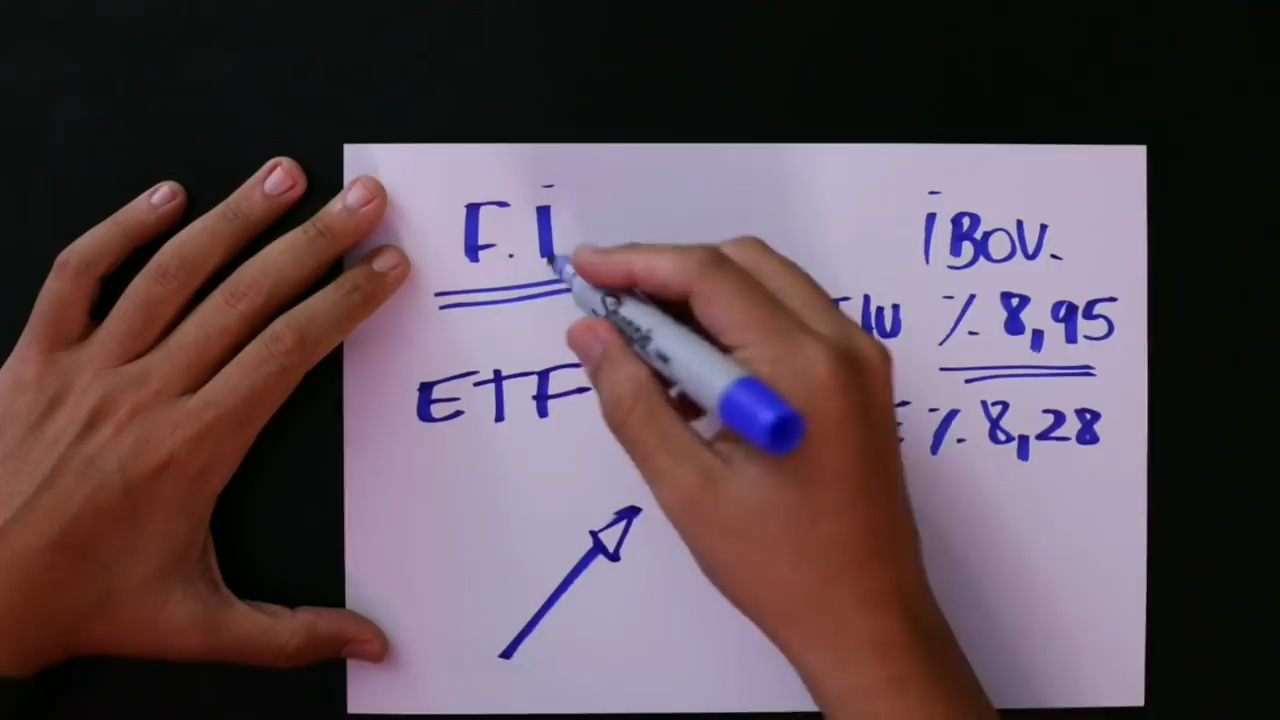 F.I
ETF
IBOV.
% 8,95
% 8,28